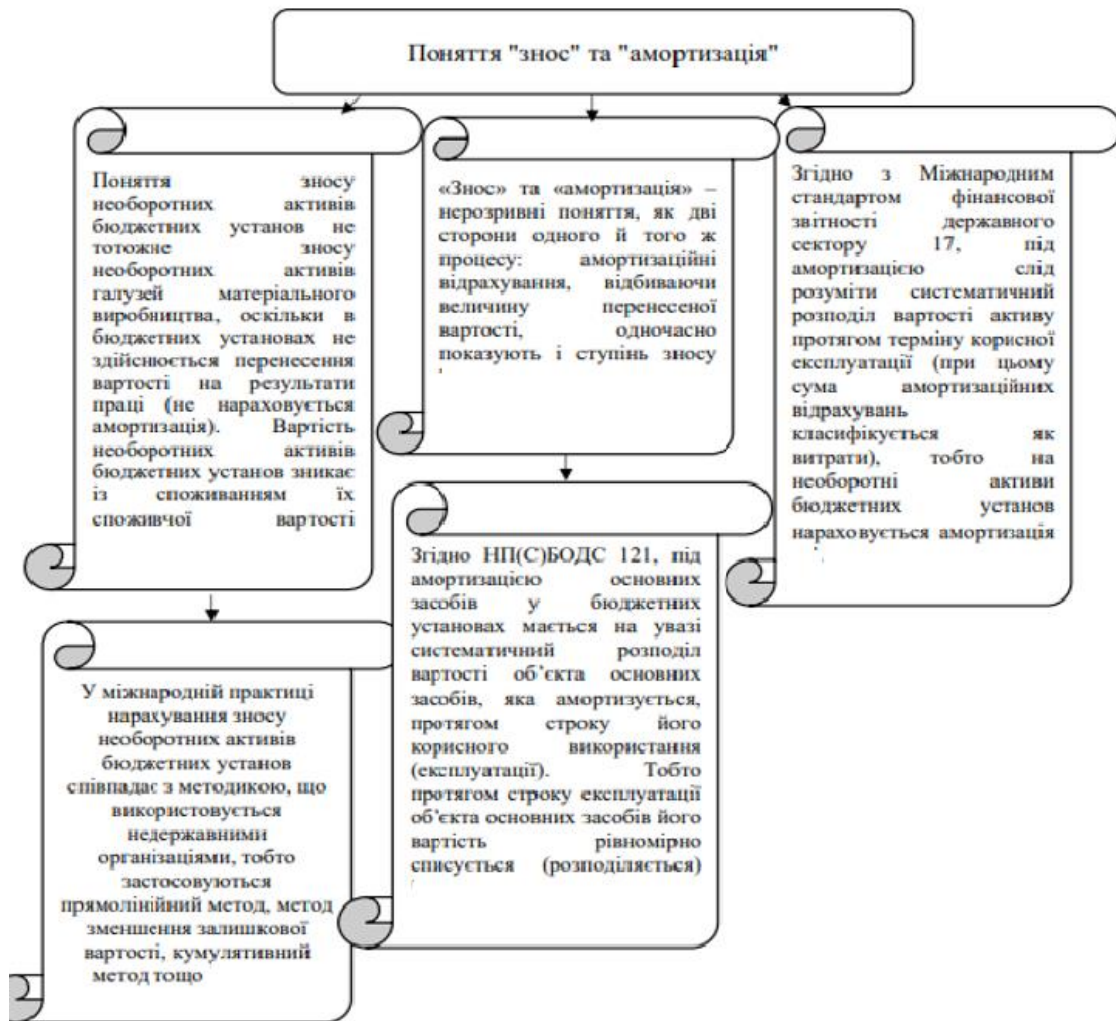 Поняття "знос" та "амортизація"
Поняття зносу
необоротних активів
бюджетних установ не
тотожне зносу
необоротних активів
галузей матеріального
виробництва, оскільки в
бюджетних установах не
здійснюється перенесення
вартості на результати
праці (не нараховується
амортизація). Вартість
необоротних активів
бюджетних установ зникає
із споживанням їх
споживчої вартості
«Знос» та «амортизація» –
нерозривні поняття, як дві
сторони одного й того ж
процесу: амортизаційні
відрахування, відбиваючи
величину перенесеної
вартості, одночасно
показують і ступінь зносу
Згідно з Міжнародним
стандартом фінансової
звітності державного
сектору 17, під
амортизацією слід
розуміти систематичний
розподіл вартості активу
протягом терміну корисної
експлуатації (при цьому
сума амортизаційних
відрахувань
класифікується як
витрати), тобто на
необоротні активи
бюджетних установ
нараховується амортизація
У міжнародній практиці
нарахування зносу
необоротних активів
бюджетних установ
співпадає з методикою, що
використовується
недержавними
організаціями, тобто
застосовуються
прямолінійний метод, метод
зменшення залишкової
вартості, кумулятивний
метод тощо
Згідно НП(С)БОДС 121, під
амортизацією основних
засобів у бюджетних
установах мається на увазі
систематичний розподіл
вартості об’єкта основних
засобів, яка амортизується,
протягом строку його
корисного використання
(експлуатації). Тобто
протягом строку експлуатації
об’єкта основних засобів його
вартість рівномірно
списується (розподіляється)